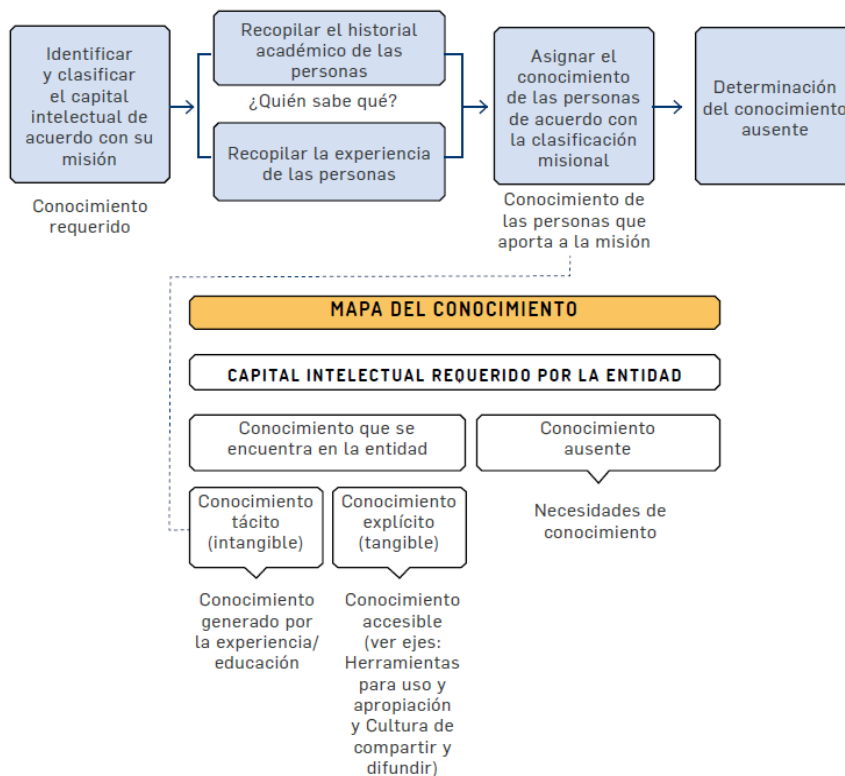 Identificar
y clasificar
el capital
intelectual de
acuerdo con su
misión
Conocimiento
requerido
Recopilar el historial
académico de las
personas
¿Quién sabe qué?
Recopilar la experiencia
de las personas
Asignar el
conocimiento
de las personas
de acuerdo con
la clasificación
misional
Conocimiento de
las personas que
aporta a la misión
Determinación
del conocimiento
ausente
MAPA DEL CONOCIMIENTO
CAPITAL INTELECTUAL REQUERIDO POR LA ENTIDAD
Conocimiento que se
encuentra en la entidad
Conocimiento
ausente
Necesidades de
conocimiento
Conocimiento
tácito
(intangible)
Conocimiento
generado por
la experiencia/
educación
Conocimiento
explícito
(tangible)
Conocimiento
accesible
(ver ejes:
Herramientas
para uso y
apropiación
y Cultura de
compartir y
difundir)